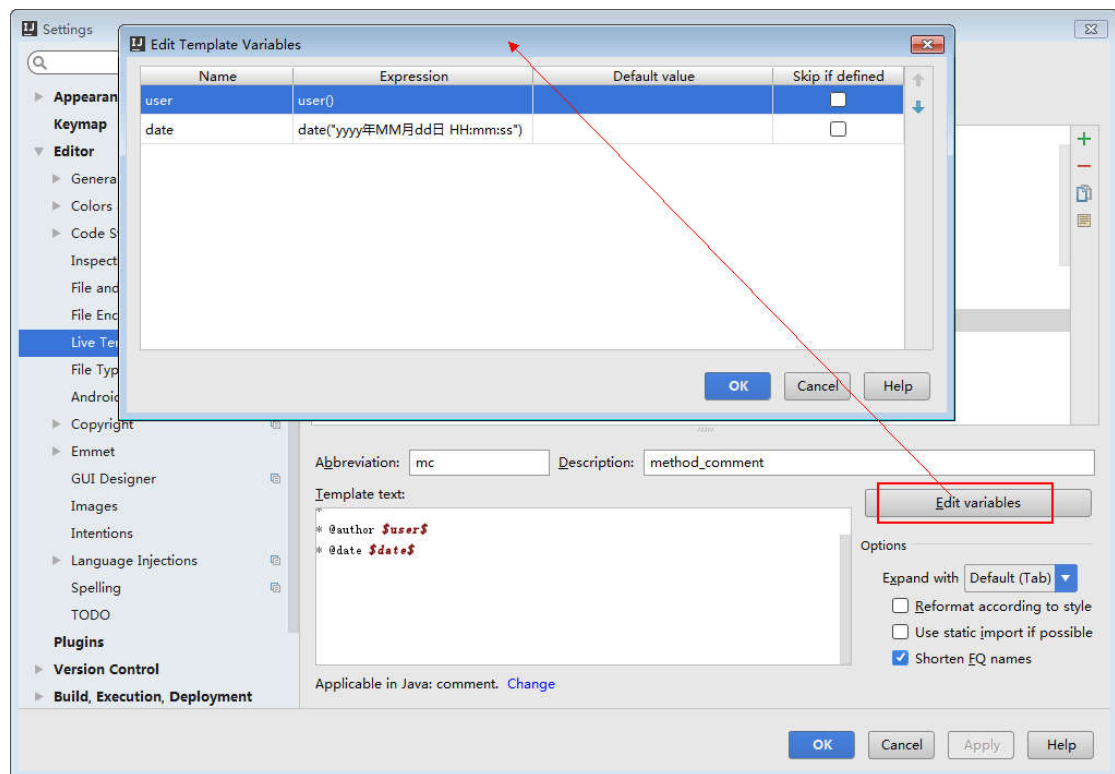 Settings
Edit Template Variables
Name Expression Default value Skip if defined
user user()
date date("yyyy年MM月dd日 HH:mm:ss")
OK Cancel Help
Appearan
Keymap
Editor
Genera
Colors
Code S
Inspect
File and
File Enc
Live Te
File Typ
Android
Copyright
Emmet
GUI Designer
Images
Intentions
Language Injections
Spelling
TODO
Plugins
Version Control
Build, Execution, Deployment
Abbreviation: mc Description: method_comment
Template text:
*
* @author $user$
* @date $date$
Edit variables
Options
Expand with Default (Tab)
Reformat according to style
Use static import if possible
Shorten FQ names
Applicable in Java: comment. Change
OK Cancel Apply Help